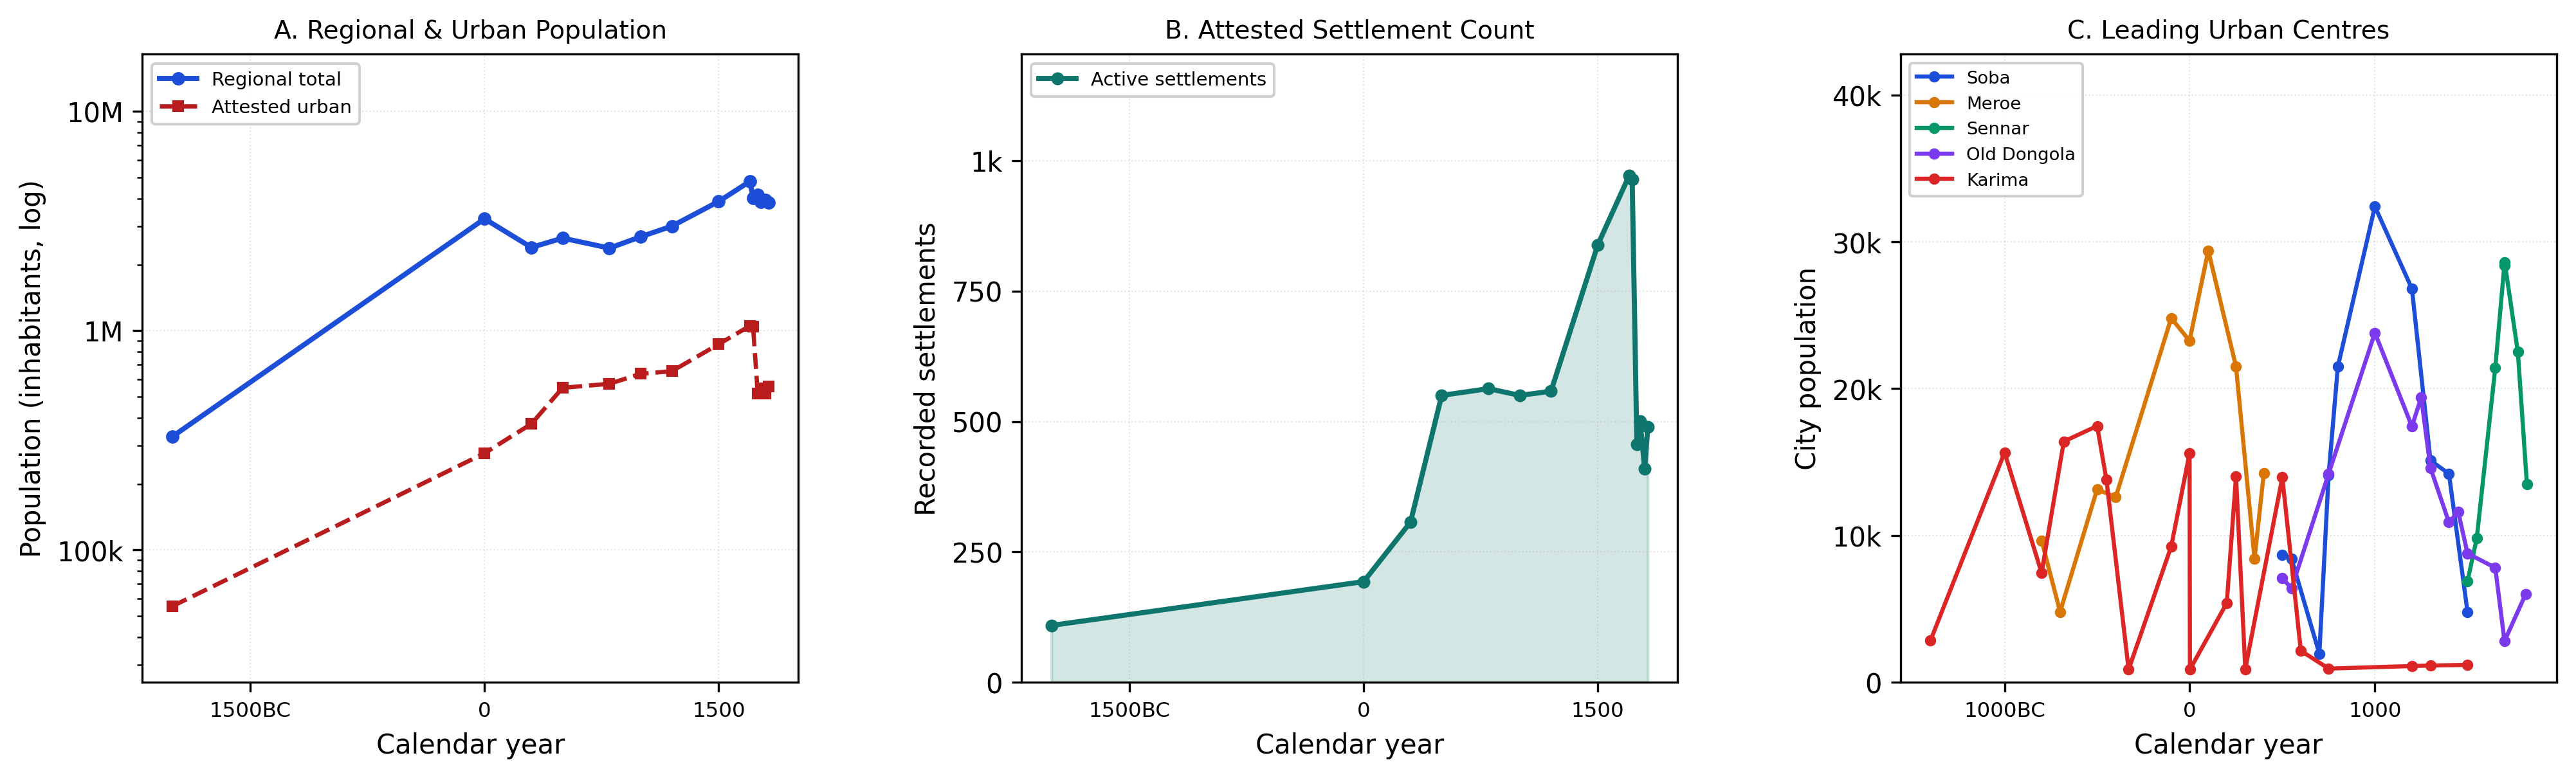 A. Regional & Urban Population
Regional total
Attested urban
10M
1M
100k
Population (inhabitants, log)
1500BC
0
1500
Calendar year
B. Attested Settlement Count
Active settlements
1k
750
500
250
0
Recorded settlements
1500BC
0
1500
Calendar year
C. Leading Urban Centres
Soba
Meroe
Sennar
Old Dongola
Karima
40k
30k
20k
10k
0
City population
1000BC
0
1000
Calendar year